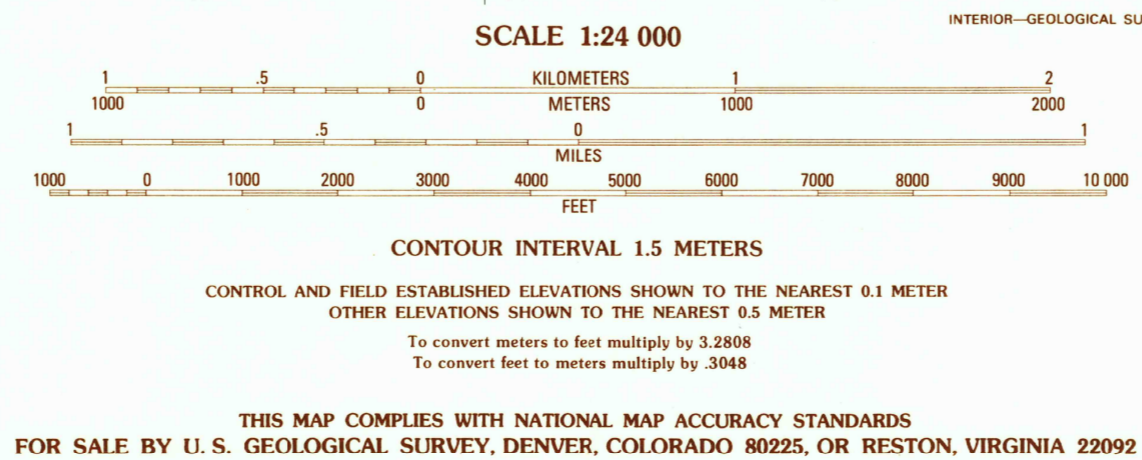 INTERIOR—GEOLOGICAL
SCALE 1:24 000
1 .5 0 KILOMETERS 1 2
1000 0 METERS 1000 2000
1 .5 0 1
MILES
1000 0 1000 2000 3000 4000 5000 6000 7000 8000 9000 10 000
FEET
CONTOUR INTERVAL 1.5 METERS
CONTROL AND FIELD ESTABLISHED ELEVATIONS SHOWN TO THE NEAREST 0.1 METER
OTHER ELEVATIONS SHOWN TO THE NEAREST 0.5 METER
To convert meters to feet multiply by 3.2808
To convert feet to meters multiply by .3048
THIS MAP COMPLIES WITH NATIONAL MAP ACCURACY STANDARDS
FOR SALE BY U. S. GEOLOGICAL SURVEY, DENVER, COLORADO 80225, OR RESTON, VIRGINIA 22092